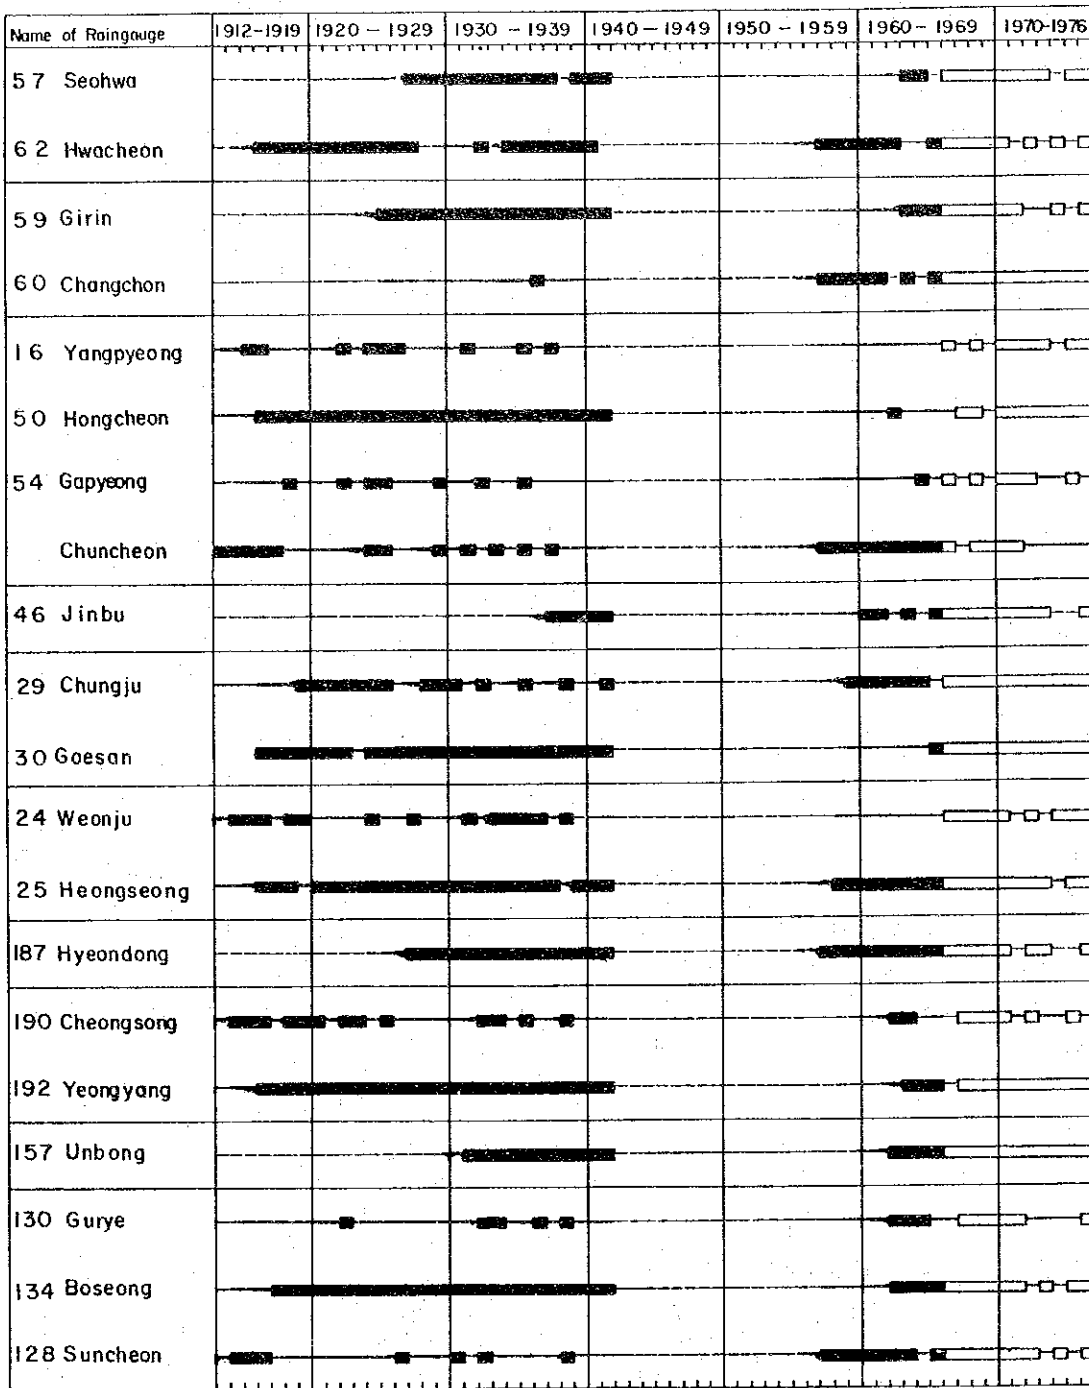 Name of Raingauge 1912-1919 1920 - 1929 1930 - 1939 1940 - 1949 1950 - 1959 1960 - 1969 1970-1976
57 Seohwa
62 Hwacheon
59 Girin
60 Changchon
16 Yangpyeong
50 Hongcheon
54 Gapyeong
Chuncheon
46 Jinbu
29 Chungju
30 Goesan
24 Weonju
25 Heongseong
187 Hyeondong
190 Cheongsong
192 Yeongyang
157 Unbong
130 Gurye
134 Boseong
128 Suncheon